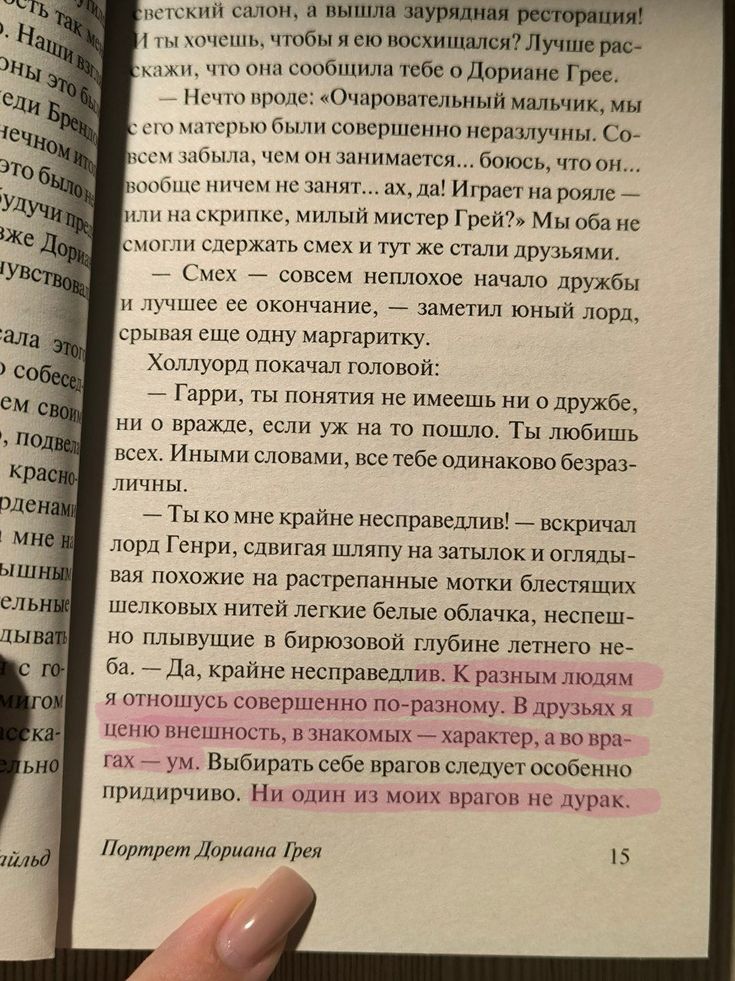 светский салон, а вышла заурядная ресторация!
И ты хочешь, чтобы я ею восхищался? Лучше рас-
скажи, что она сообщила тебе о Дориане Грее.
— Нечто вроде: «Очаровательный мальчик, мы
с его матерью были совершенно неразлучны. Со-
всем забыла, чем он занимается... боюсь, что он...
вообще ничем не занят... ах, да! Играет на рояле —
или на скрипке, милый мистер Грей?» Мы оба не
смогли сдержать смех и тут же стали друзьями.
— Смех — совсем неплохое начало дружбы
и лучшее ее окончание, — заметил юный лорд,
срывая еще одну маргаритку.
Холлуорд покачал головой:
— Гарри, ты понятия не имеешь ни о дружбе,
ни о вражде, если уж на то пошло. Ты любишь
всех. Иными словами, все тебе одинаково безраз-
личны.
— Ты ко мне крайне несправедлив! — вскричал
лорд Генри, сдвигая шляпу на затылок и огляды-
вая похожие на растрепанные мотки блестящих
шелковых нитей легкие белые облачка, неспеш-
но плывущие в бирюзовой глубине летнего не-
ба. — Да, крайне несправедлив. К разным людям
я отношусь совершенно по-разному. В друзьях я
ценю внешность, в знакомых — характер, а во вра-
гах — ум. Выбирать себе врагов следует особенно
придирчиво. Ни один из моих врагов не дурак.
Портрет Дориана Грея 15